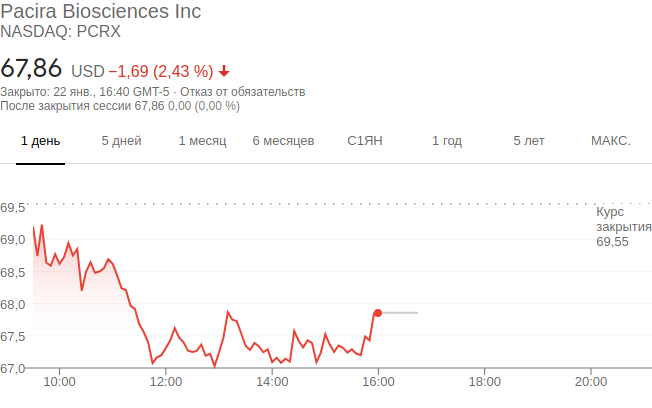 Pacira Biosciences Inc
NASDAQ: PCRX
67,86 USD −1,69 (2,43 %)
Закрыто: 22 янв., 16:40 GMT-5 · Отказ от обязательств
После закрытия сессии 67,86 0,00 (0,00 %)
1 день 5 дней 1 месяц 6 месяцев С1ЯН 1 год 5 лет МАКС.
69,5
Курс
закрытия
69,55
69,0
68,5
68,0
67,5
67,0
10:00 12:00 14:00 16:00 18:00 20:00